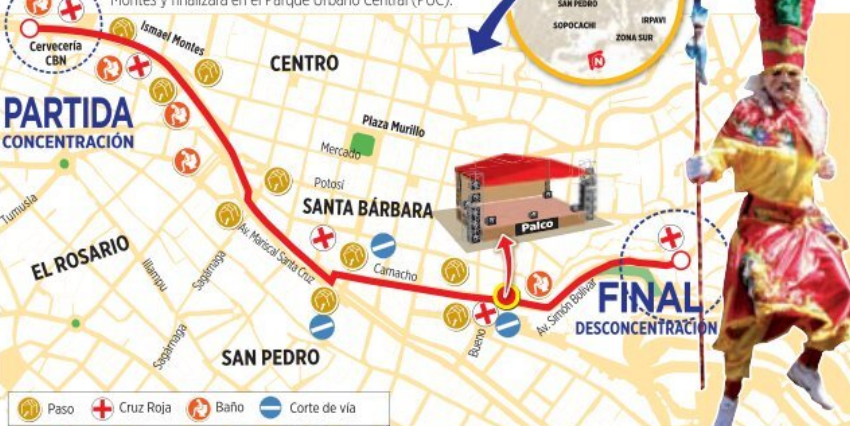 Montes y finalizará en el Parque Urbano Central (PUC).
SAN PEDRO
SOPOCACHI
IRPAVI
ZONA SUR
N
Cervecería
CBN
Ismael Montes
CENTRO
PARTIDA
CONCENTRACIÓN
Plaza Murillo
Mercado
Potosí
SANTA BÁRBARA
Palco
Tumusla
EL ROSARIO
Illampu
Sagárnaga
Av. Mariscal Santa Cruz
Camacho
Sagárnaga
SAN PEDRO
Bueno
Av. Simón Bolívar
FINAL
DESCONCENTRACIÓN
Paso
Cruz Roja
Baño
Corte de vía